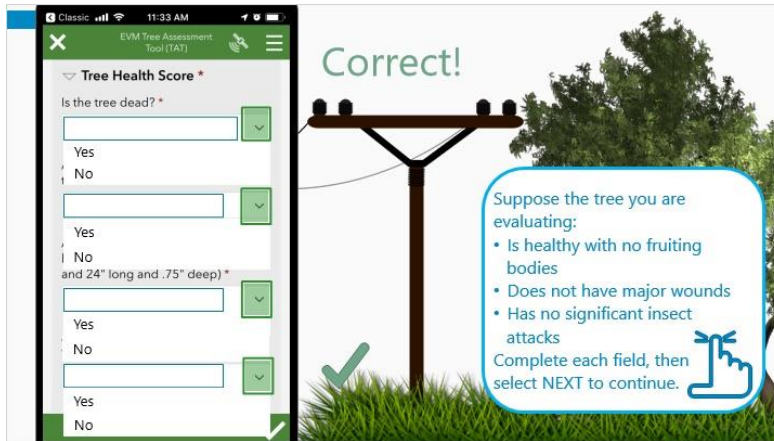 Classic 11:33 AM
EVM Tree Assessment
Tool (TAT)
Tree Health Score *
Is the tree dead? *
Yes
No
Yes
No
and 24" long and .75" deep) *
Yes
No
Yes
No
Correct!
Suppose the tree you are
evaluating:
• Is healthy with no fruiting
bodies
• Does not have major wounds
• Has no significant insect
attacks
Complete each field, then
select NEXT to continue.